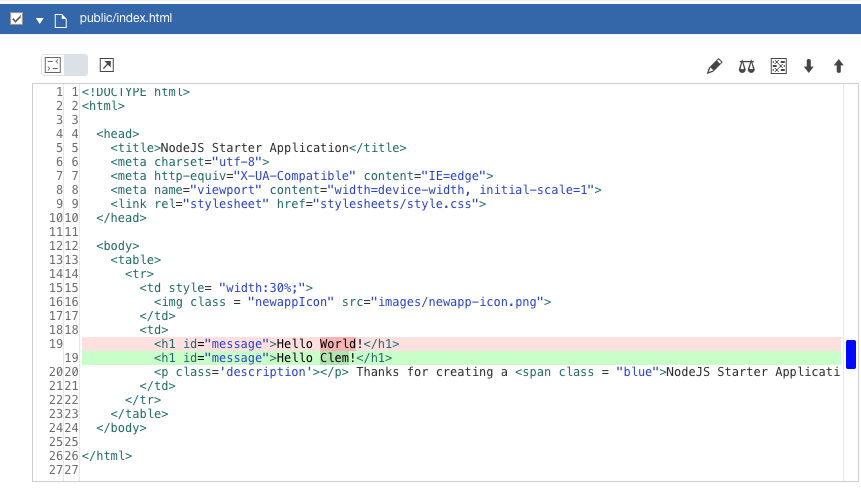 public/index.html
1 1 <!DOCTYPE html>
2 2 <html>
3 3
4 4 <head>
5 5 <title>NodeJS Starter Application</title>
6 6 <meta charset="utf-8">
7 7 <meta http-equiv="X-UA-Compatible" content="IE=edge">
8 8 <meta name="viewport" content="width=device-width, initial-scale=1">
9 9 <link rel="stylesheet" href="stylesheets/style.css">
10 10 </head>
11 11
12 12 <body>
13 13 <table>
14 14 <tr>
15 15 <td style= "width:30%;">
16 16 <img class = "newappIcon" src="images/newapp-icon.png">
17 17 </td>
18 18 <td>
19 <h1 id="message">Hello World!</h1>
19 <h1 id="message">Hello Clem!</h1>
20 20 <p class='description'></p> Thanks for creating a <span class = "blue">NodeJS Starter Applicati
21 21 </td>
22 22 </tr>
23 23 </table>
24 24 </body>
25 25
26 26 </html>
27 27